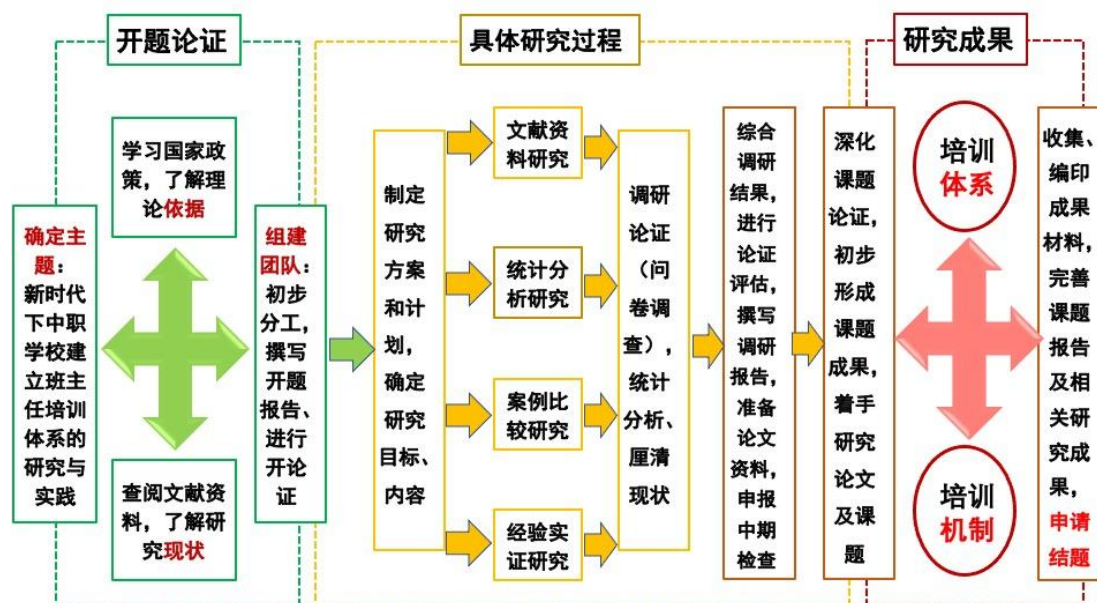 开题论证
具体研究过程
研究成果
确定主
题：
新时代
下中职
学校建
立班主
任培训
体系的
研究与
实践
学习国家政
策，了解理
论依据
查阅文献资
料，了解研
究现状
组建
团队：
初步
分工，
撰写
开题
报告、
进行
开论
证
制定
研究
方案
和计
划，
确定
研究
目标、
内容
文献资
料研究
统计分
析研究
案例比
较研究
经验实
证研究
调研
论证
（问
卷调
查），
统计
分析、
厘清
现状
综合
调研
结果，
进行
论证
评估，
撰写
调研
报告，
准备
论文
资料，
申报
中期
检查
深化
课题
论证，
初步
形成
课题
成果，
着手
研究
论文
及课
题
培训
体系
培训
机制
收集、
编印
成果
材料，
完善
课题
报告
及相
关研
究成
果，
申请
结题